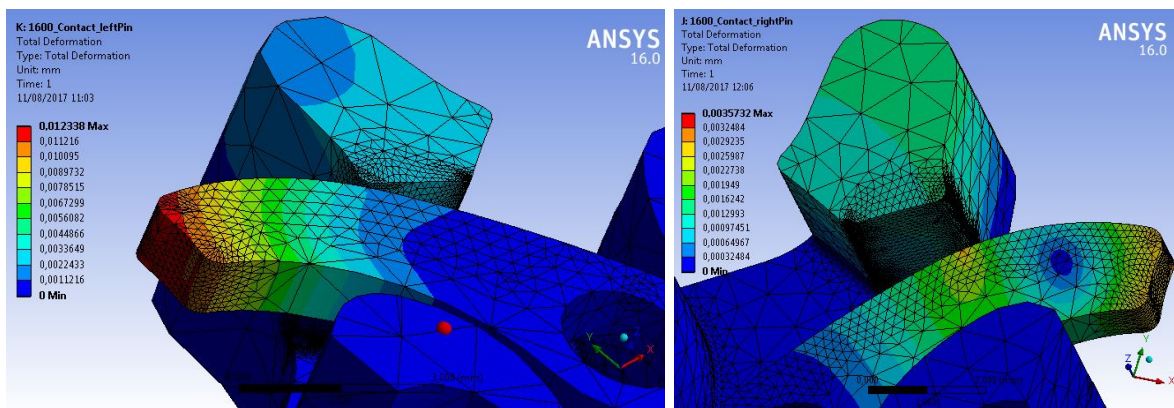 K: 1600_Contact_leftPin
Total Deformation
Type: Total Deformation
Unit: mm
Time: 1
11/08/2017 11:03
0,012338 Max
0,011216
0,010095
0,0089732
0,0078515
0,0067299
0,0056082
0,0044866
0,0033649
0,0022433
0,0011216
0 Min
ANSYS
16.0
Y
X
J: 1600_Contact_rightPin
Total Deformation
Type: Total Deformation
Unit: mm
Time: 1
11/08/2017 12:06
0,0035732 Max
0,0032484
0,0029235
0,0025987
0,0022738
0,001949
0,0016242
0,0012993
0,00097451
0,00064967
0,00032484
0 Min
ANSYS
16.0
0,000
Y
Z
X